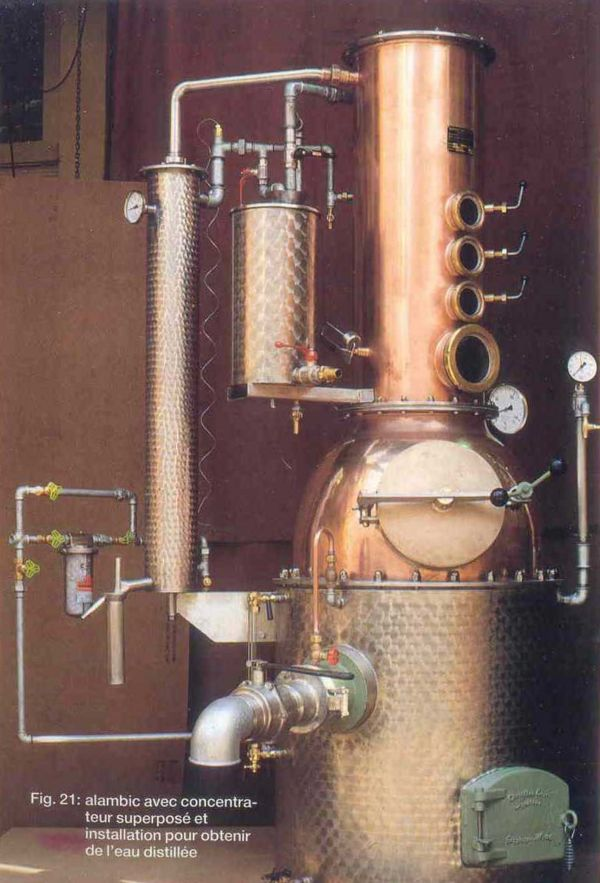 Fig. 21: alambic avec concentra-
teur superposé et
installation pour obtenir
de l'eau distillée